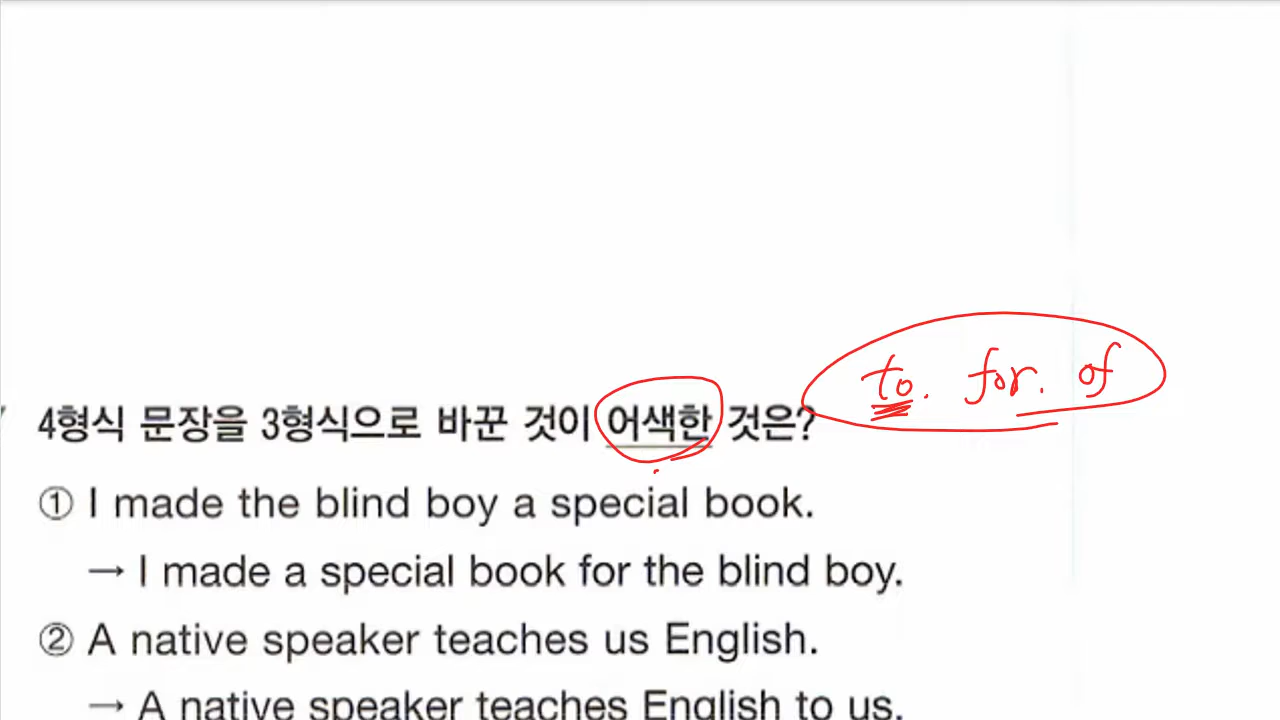 to. for. of
4형식 문장을 3형식으로 바꾼 것이 어색한 것은?
① I made the blind boy a special book.
→ I made a special book for the blind boy.
② A native speaker teaches us English.
→ A native speaker teaches English to us.